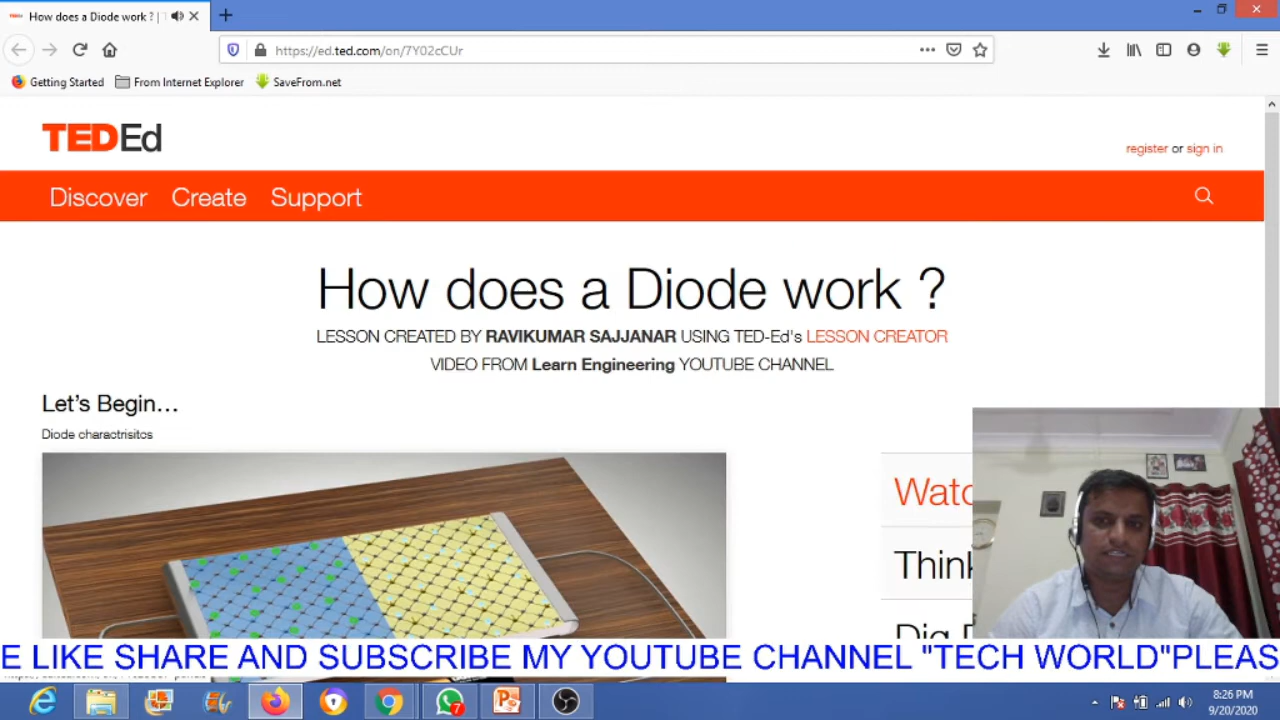 How does a Diode work ? |
https://ed.ted.com/on/7Y02cCUr
Getting Started From Internet Explorer SaveFrom.net
TEDEd
register or sign in
Discover Create Support
How does a Diode work ?
LESSON CREATED BY RAVIKUMAR SAJJANAR USING TED-Ed's LESSON CREATOR
VIDEO FROM Learn Engineering YOUTUBE CHANNEL
Let's Begin...
Diode charactrisitcs
Watc
Think
Dig
E LIKE SHARE AND SUBSCRIBE MY YOUTUBE CHANNEL "TECH WORLD"PLEAS
7
8:26 PM
9/20/2020